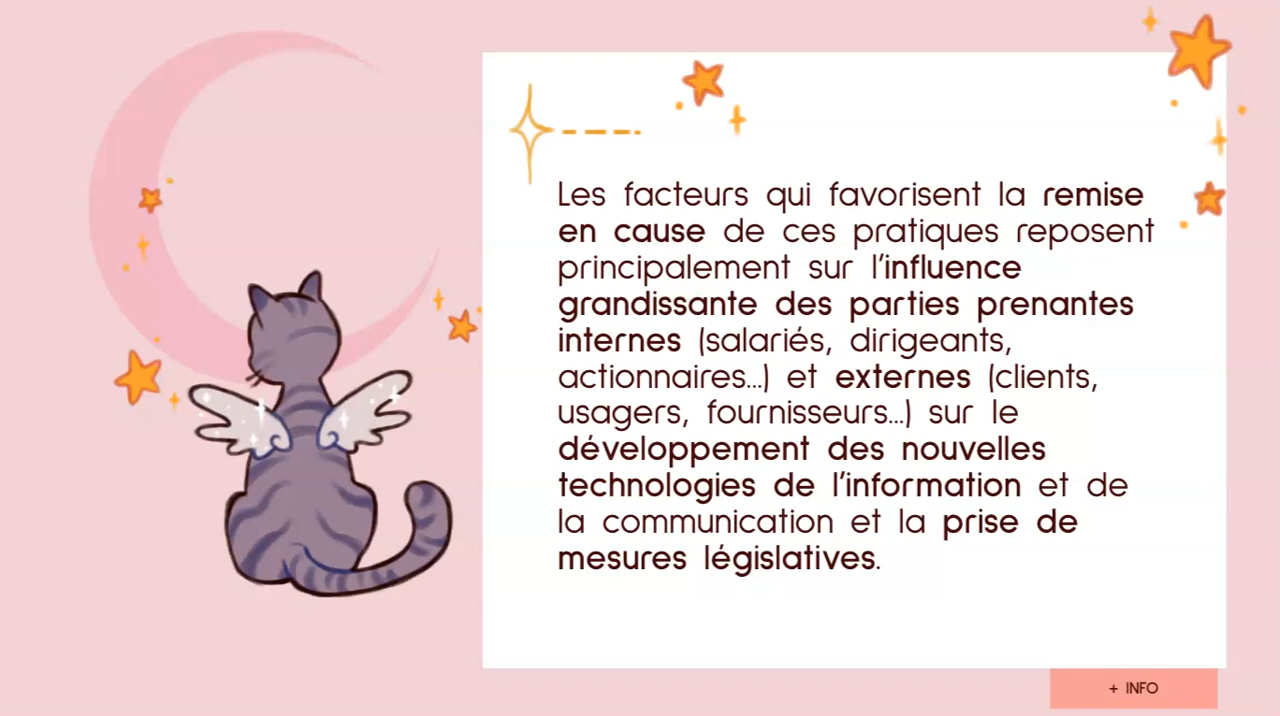 Les facteurs qui favorisent la remise
en cause de ces pratiques reposent
principalement sur l'influence
grandissante des parties prenantes
internes (salariés, dirigeants,
actionnaires...) et externes (clients,
usagers, fournisseurs...) sur le
développement des nouvelles
technologies de l'information et de
la communication et la prise de
mesures législatives.
+ INFO